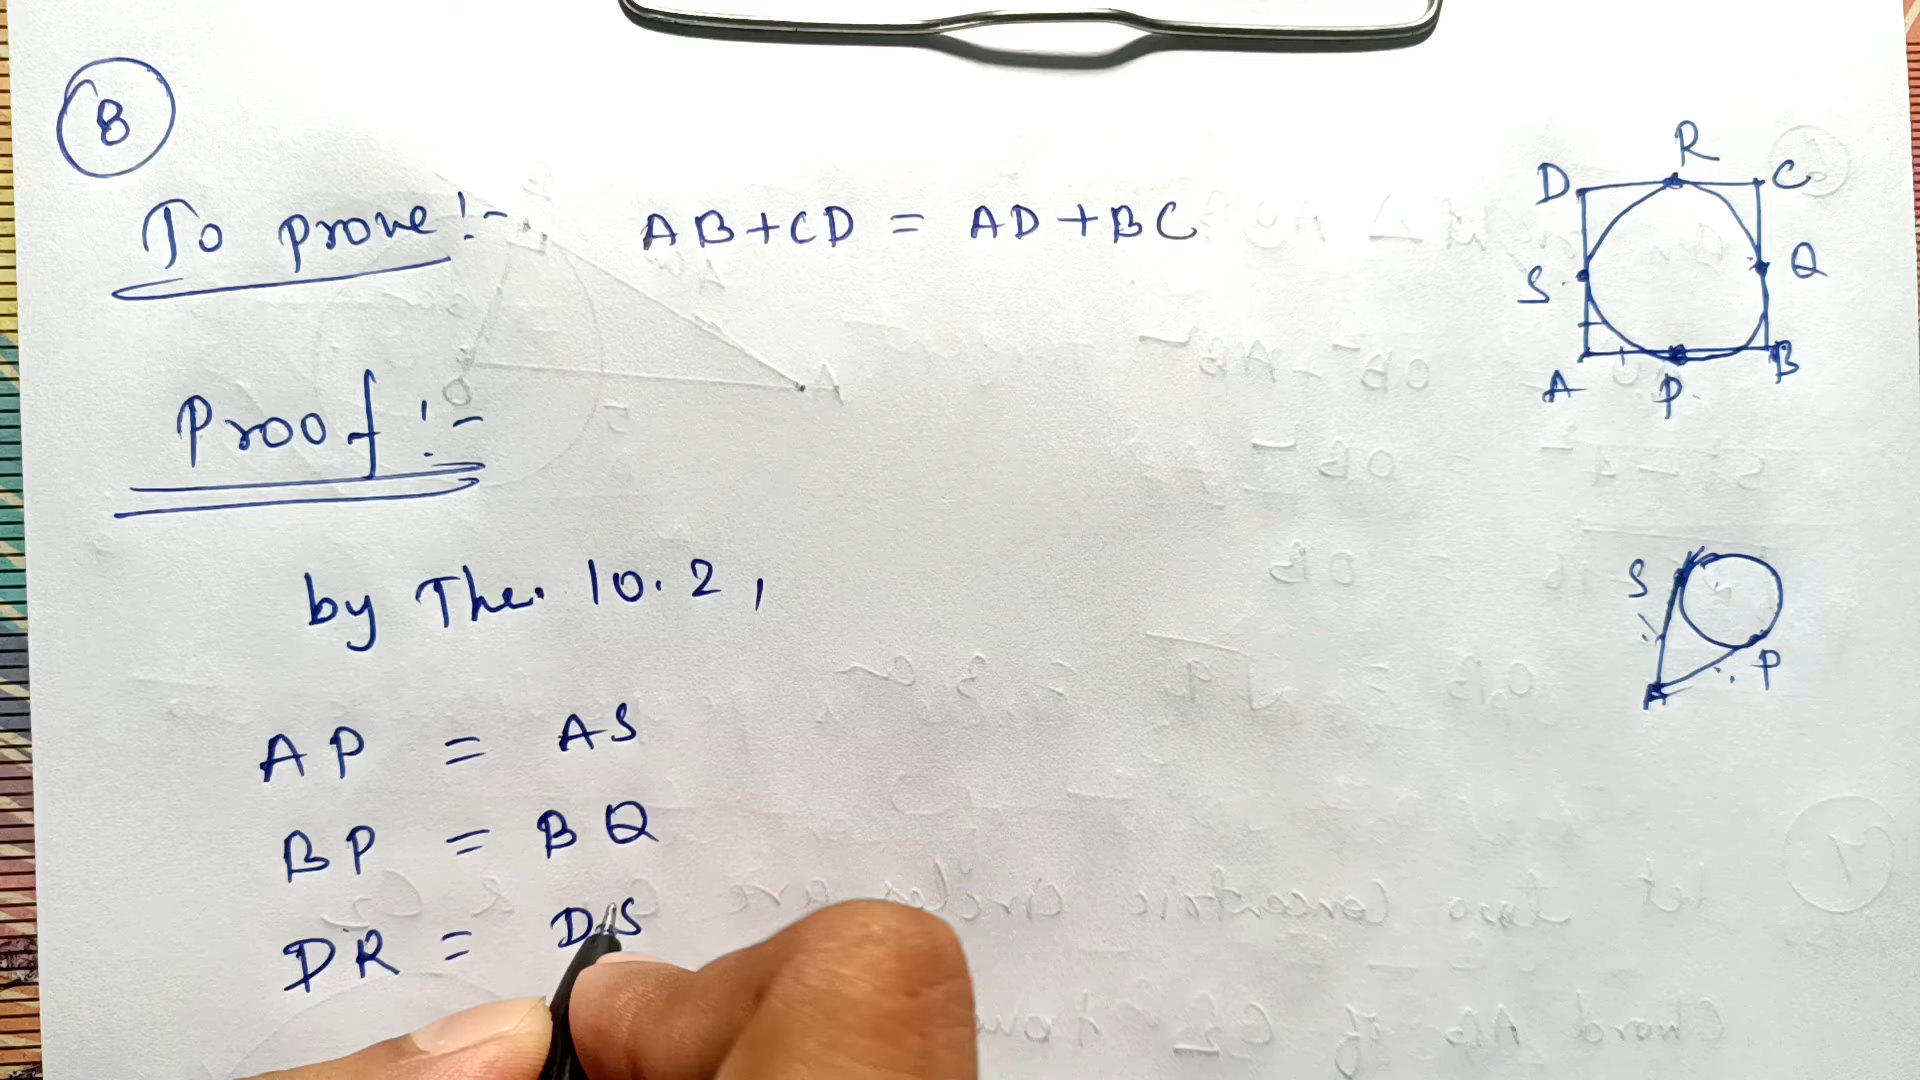 8
To prove :- AB+CD = AD+BC
Proof :-
by The. 10.2,
AP = AS
BP = BQ
DR = DS
D R C
S Q
A P B
S
P
A